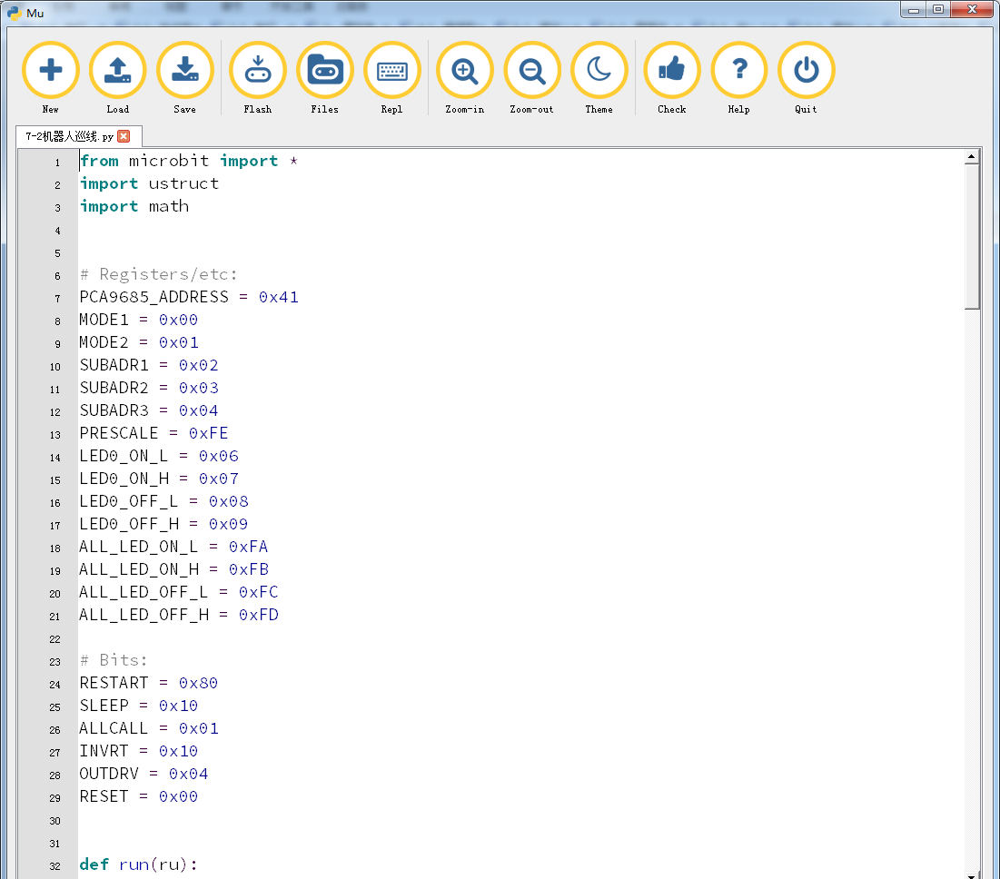 Mu
New Load Save Flash Files Repl Zoom-in Zoom-out Theme Check Help Quit
7-2机器人巡线.py
1 from microbit import *
2 import ustruct
3 import math
4
5
6 # Registers/etc:
7 PCA9685_ADDRESS = 0x41
8 MODE1 = 0x00
9 MODE2 = 0x01
10 SUBADR1 = 0x02
11 SUBADR2 = 0x03
12 SUBADR3 = 0x04
13 PRESCALE = 0xFE
14 LED0_ON_L = 0x06
15 LED0_ON_H = 0x07
16 LED0_OFF_L = 0x08
17 LED0_OFF_H = 0x09
18 ALL_LED_ON_L = 0xFA
19 ALL_LED_ON_H = 0xFB
20 ALL_LED_OFF_L = 0xFC
21 ALL_LED_OFF_H = 0xFD
22
23 # Bits:
24 RESTART = 0x80
25 SLEEP = 0x10
26 ALLCALL = 0x01
27 INVRT = 0x10
28 OUTDRV = 0x04
29 RESET = 0x00
30
31
32 def run(ru):